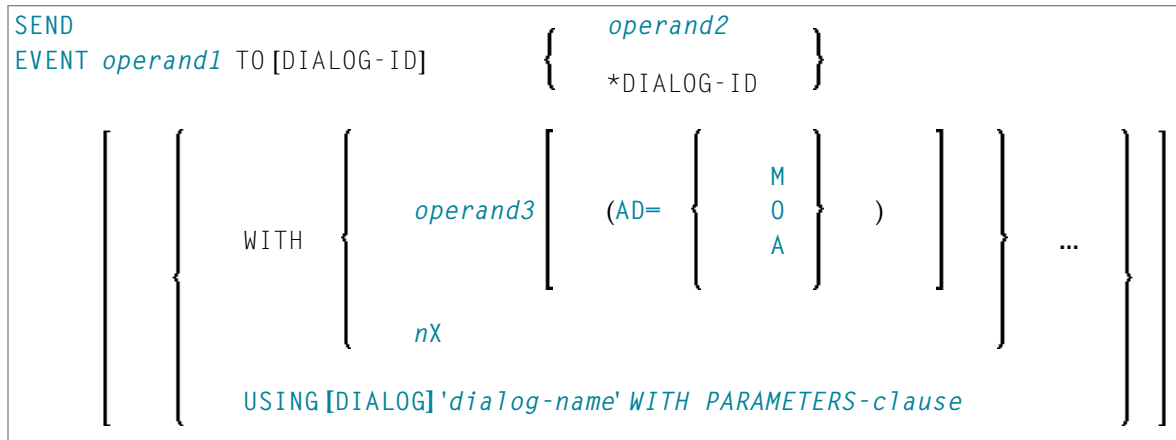 SEND
operand2
EVENT operand1 TO [DIALOG-ID]
*DIALOG-ID
M
operand3 (AD= O )
WITH ...
A
nX
USING [DIALOG] 'dialog-name' WITH PARAMETERS-clause